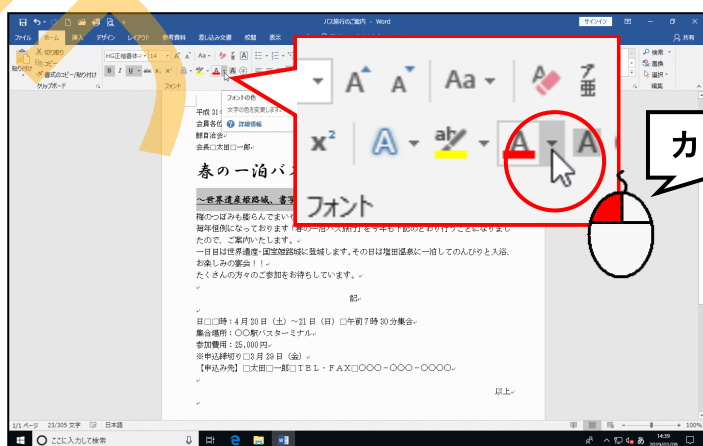 バス旅行のご案内 - Word
サインイン
ファイル ホーム 挿入 デザイン レイアウト 参考資料 差し込み文書 校閲 表示
共有
貼り付け
切り取り
コピー
書式のコピー/貼り付け
クリップボード
HG正楷書体-I 14
フォント
検索
置換
選択
編集
フォントの色
文字の色を変更します。
詳細情報
Aa
亜
x²
ab
A
A
フォント
カ
平成 31
会員各位
親自治会
会長□太田□一郎
春の一泊バス
~世界遺産姫路城、書写
梅のつぼみも膨らんでまい
毎年恒例になっております「春の一泊バス旅行」を今年も下記のとおり行うことになりまし
たので、ご案内いたします。
一日目は世界遺産・国宝姫路城に登城します。その日は塩田温泉に一泊してのんびりと入浴、
お楽しみの宴会!!
たくさんの方々のご参加をお待ちしています。
記
日□□時:4月20日(土)~21日(日)□午前7時30分集合
集合場所:○○駅バスターミナル
参加費用:25,000円
※申込締切り□3月29日(金)
【申込み先】□太田□一郎□TEL・FAX□○○○-○○○-○○○○
以上
1/1 ページ 23/305 文字 日本語
100%
ここに入力して検索
あ
14:39
2019/01/09